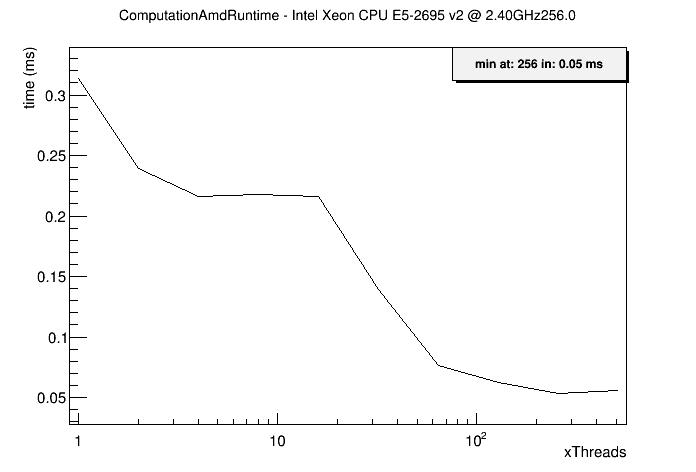 ComputationAmdRuntime - Intel Xeon CPU E5-2695 v2 @ 2.40GHz256.0
time (ms)
min at: 256 in: 0.05 ms
0.3
0.25
0.2
0.15
0.1
0.05
1
10
10²
xThreads